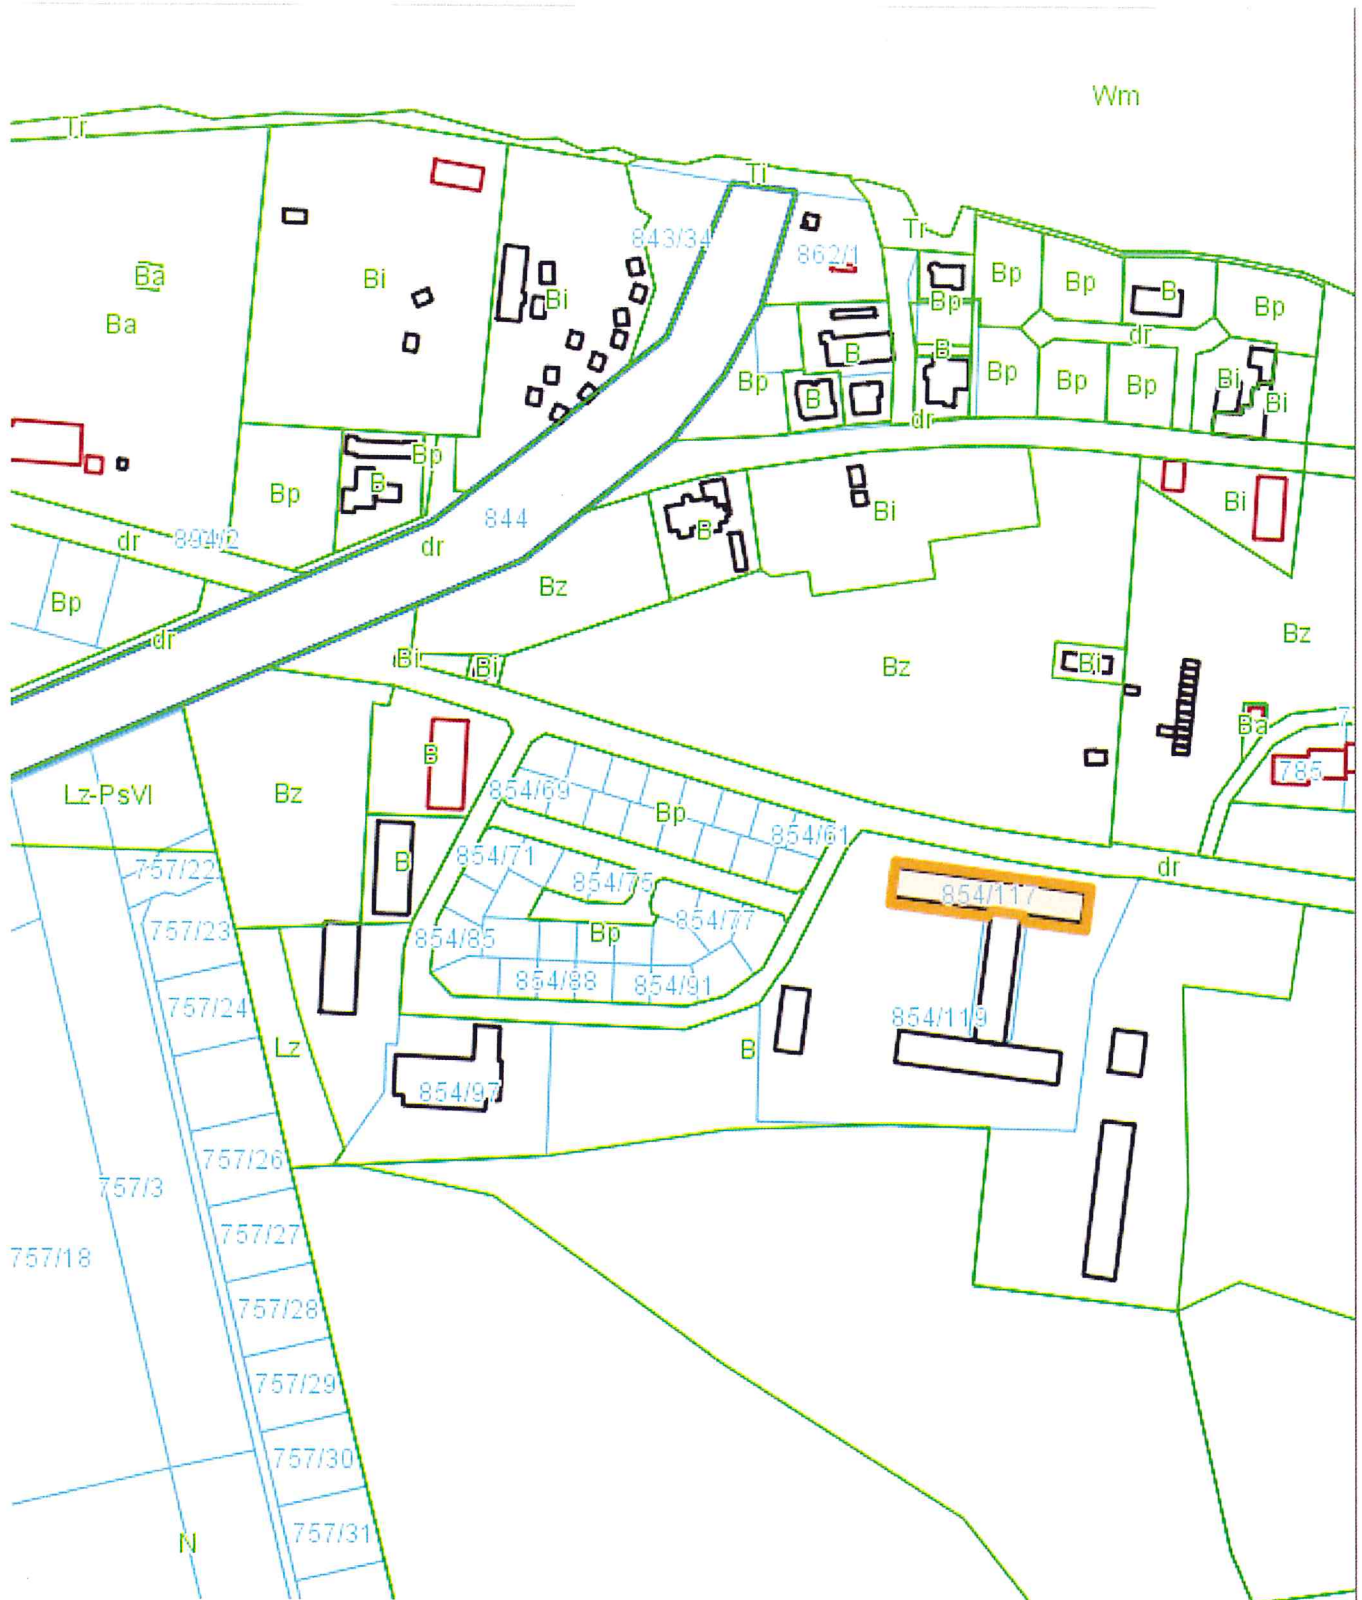 Wm
Tr
Ti
Tr
843/34
862/1
Ba
Ba
Bi
Bi
Bp
Bp
B
Bp
Bp
dr
B
B
Bp
B
Bp
Bp
Bp
Bi
Bi
dr
Bp
Bp
B
B
Bi
Bi
844
dr
dr
Bp
dr
Bz
Bz
Bz
Bi
Bi
Bi
Ba
785
Lz-PsVI
Bz
B
854/69
Bp
854/61
757/22
B
854/71
854/75
dr
854/117
757/23
854/85
Bp
854/77
854/88
854/91
757/24
854/119
Lz
B
854/97
757/26
757/3
757/27
757/18
757/28
757/29
757/30
757/31
N